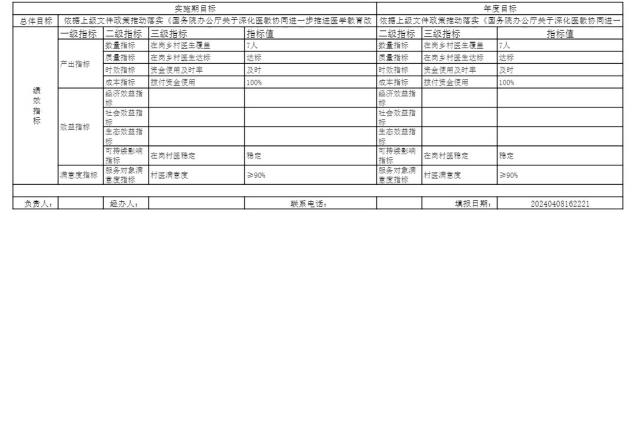 实施期目标 年度目标
总体目标 依据上级文件政策推动落实《国务院办公厅关于深化医教协同进一步推进医学教育改 依据上级文件政策推动落实《国务院办公厅关于深化医教协同进一
绩效指标 一级指标 二级指标 三级指标 指标值 二级指标 三级指标 指标值
产出指标 数量指标 在岗乡村医生覆盖 7人 数量指标 在岗乡村医生覆盖 7人
质量指标 在岗乡村医生达标 达标 质量指标 在岗乡村医生达标 达标
时效指标 资金使用及时率 及时 时效指标 资金使用及时率 及时
成本指标 拨付资金使用 100% 成本指标 拨付资金使用 100%
效益指标 经济效益指标 经济效益指标
社会效益指标 社会效益指标
生态效益指标 生态效益指标
可持续影响指标 在岗村医稳定 稳定 可持续影响指标 在岗村医稳定 稳定
满意度指标 服务对象满意度指标 村医满意度 ≥90% 服务对象满意度指标 村医满意度 ≥90%
负责人: 经办人: 联系电话: 填报日期: 20240408162221